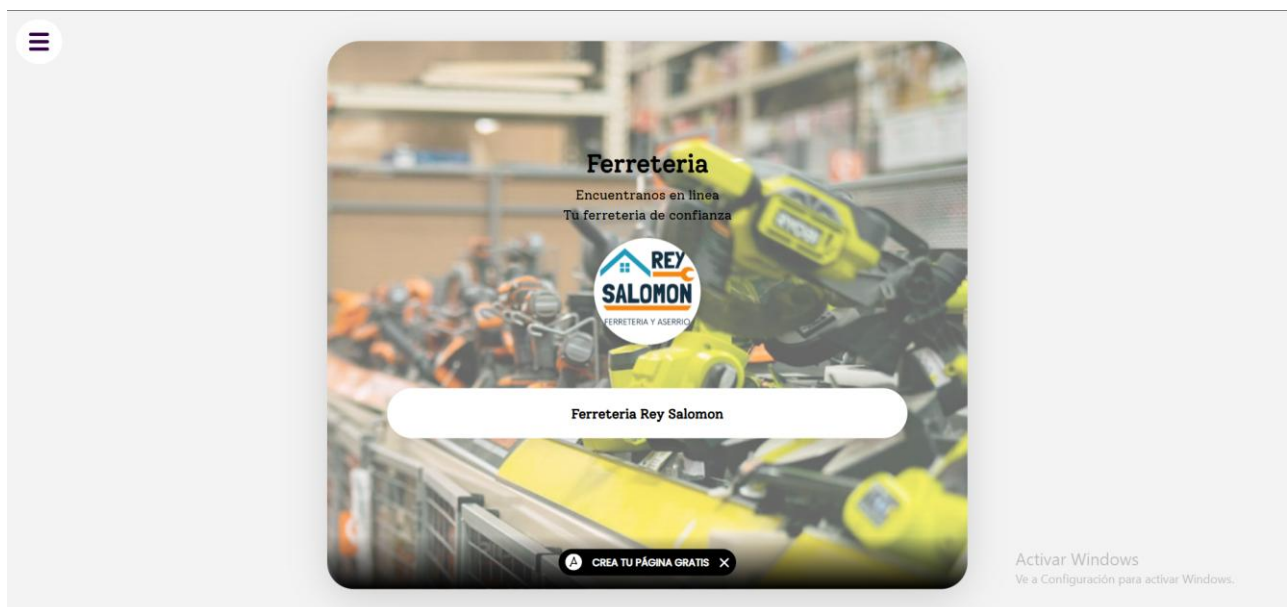 Ferreteria
Encuentranos en linea
Tu ferreteria de confianza
REY
SALOMON
FERRETERIA Y ASERRIO
Ferreteria Rey Salomon
A CREA TU PÁGINA GRATIS X
Activar Windows
Ve a Configuración para activar Windows.
RYOBI